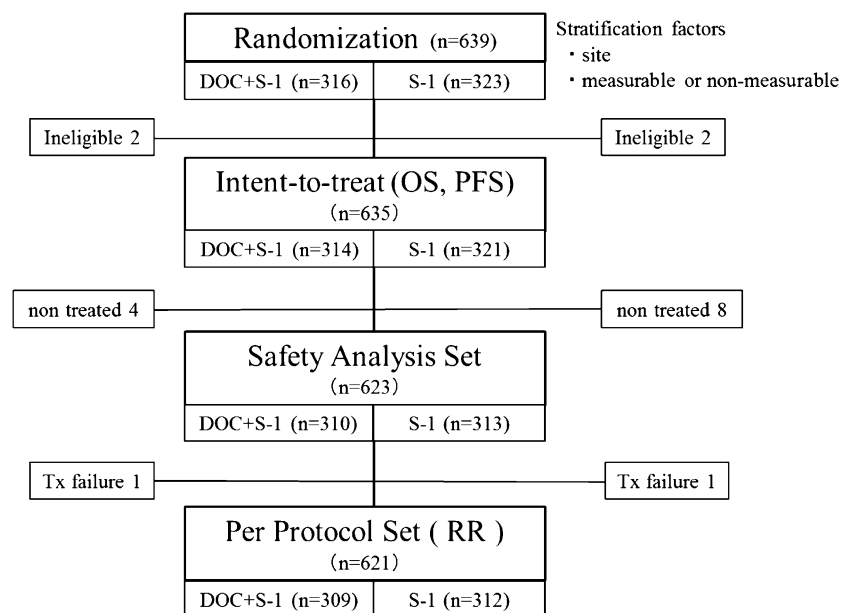 Randomization (n=639)
DOC+S-1 (n=316) S-1 (n=323)
Stratification factors
・site
・measurable or non-measurable
Ineligible 2
Ineligible 2
Intent-to-treat (OS, PFS)
(n=635)
DOC+S-1 (n=314) S-1 (n=321)
non treated 4
non treated 8
Safety Analysis Set
(n=623)
DOC+S-1 (n=310) S-1 (n=313)
Tx failure 1
Tx failure 1
Per Protocol Set ( RR )
(n=621)
DOC+S-1 (n=309) S-1 (n=312)